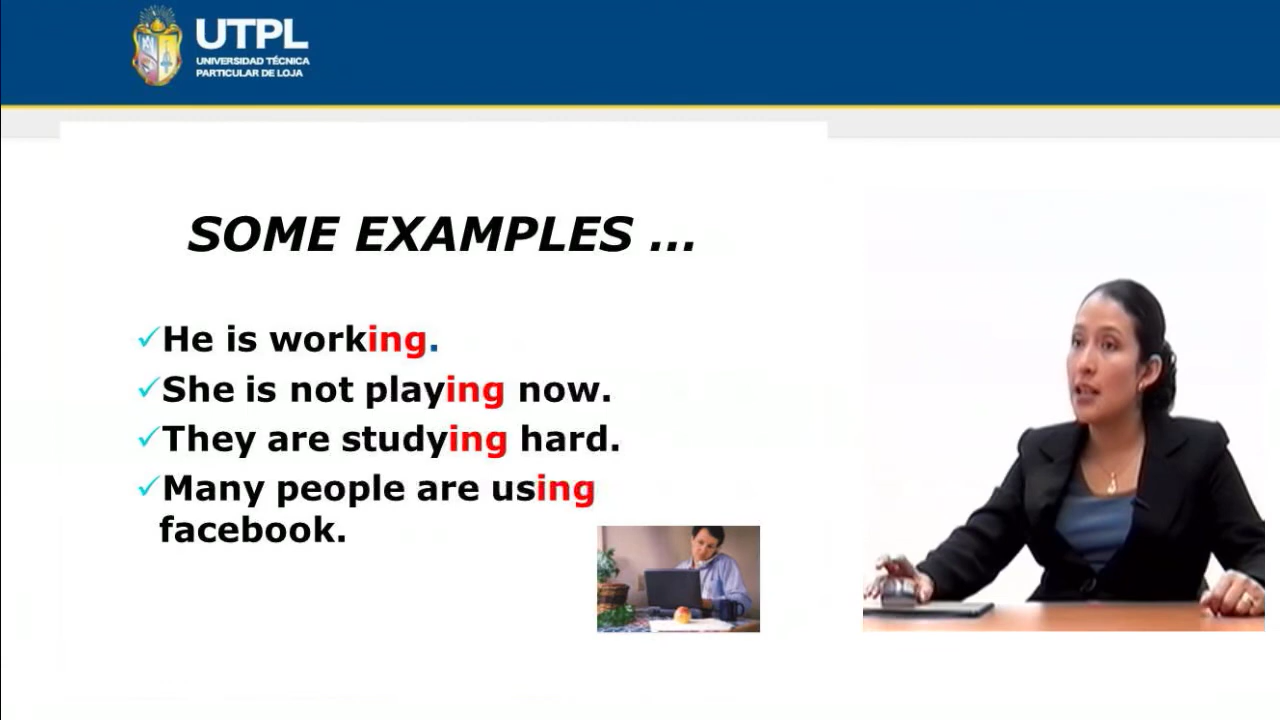 UTPL
UNIVERSIDAD TÉCNICA
PARTICULAR DE LOJA
SOME EXAMPLES ...
He is working.
She is not playing now.
They are studying hard.
Many people are using
facebook.